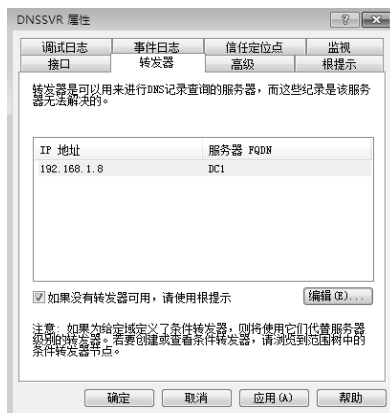 DNSSVR 属性
调试日志 事件日志 信任定位点 监视
接口 转发器 高级 根提示
转发器是可以用来进行DNS记录查询的服务器，而这些纪录是该服务
器无法解决的。
IP 地址 服务器 FQDN
192.168.1.8 DC1
如果没有转发器可用，请使用根提示 编辑(E)...
注意: 如果为给定域定义了条件转发器，则将使用它们代替服务器
级别的转发器。若要创建或查看条件转发器，请浏览到范围树中的
条件转发器节点。
确定 取消 应用(A) 帮助